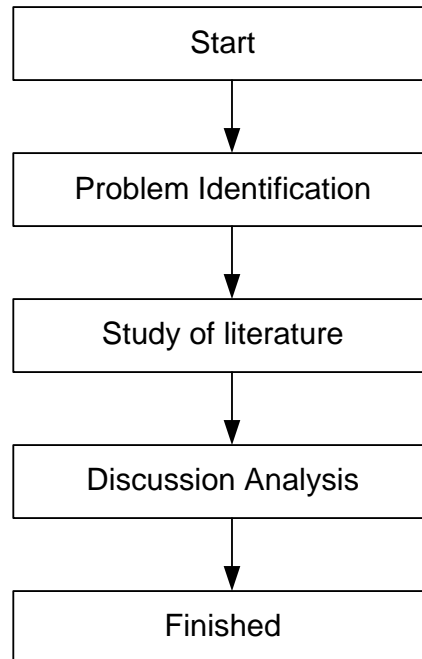 Start
Problem Identification
Study of literature
Discussion Analysis
Finished